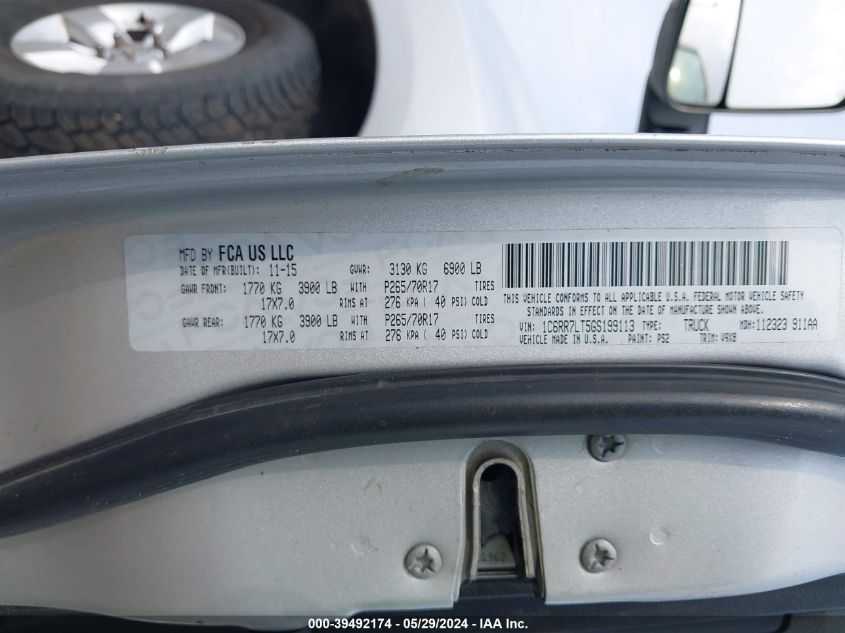 MFD BY FCA US LLC
DATE OF MFR(BUILT): 11-15 GVWR: 3130 KG 6900 LB
GAWR FRONT: 1770 KG 3900 LB WITH P265/70R17 TIRES
17X7.0 RIMS AT 276 KPA ( 40 PSI) COLD
GAWR REAR: 1770 KG 3900 LB WITH P265/70R17 TIRES
17X7.0 RIMS AT 276 KPA ( 40 PSI) COLD
THIS VEHICLE CONFORMS TO ALL APPLICABLE U.S.A. FEDERAL MOTOR VEHICLE SAFETY
STANDARDS IN EFFECT ON THE DATE OF MANUFACTURE SHOWN ABOVE.
VIN: 1C6RR7LT5GS199113 TYPE: TRUCK MDH: 112323 911AA
VEHICLE MADE IN U.S.A. PAINT: PS2 TRIM: V9X8
000-39492174 - 05/29/2024 - IAA Inc.